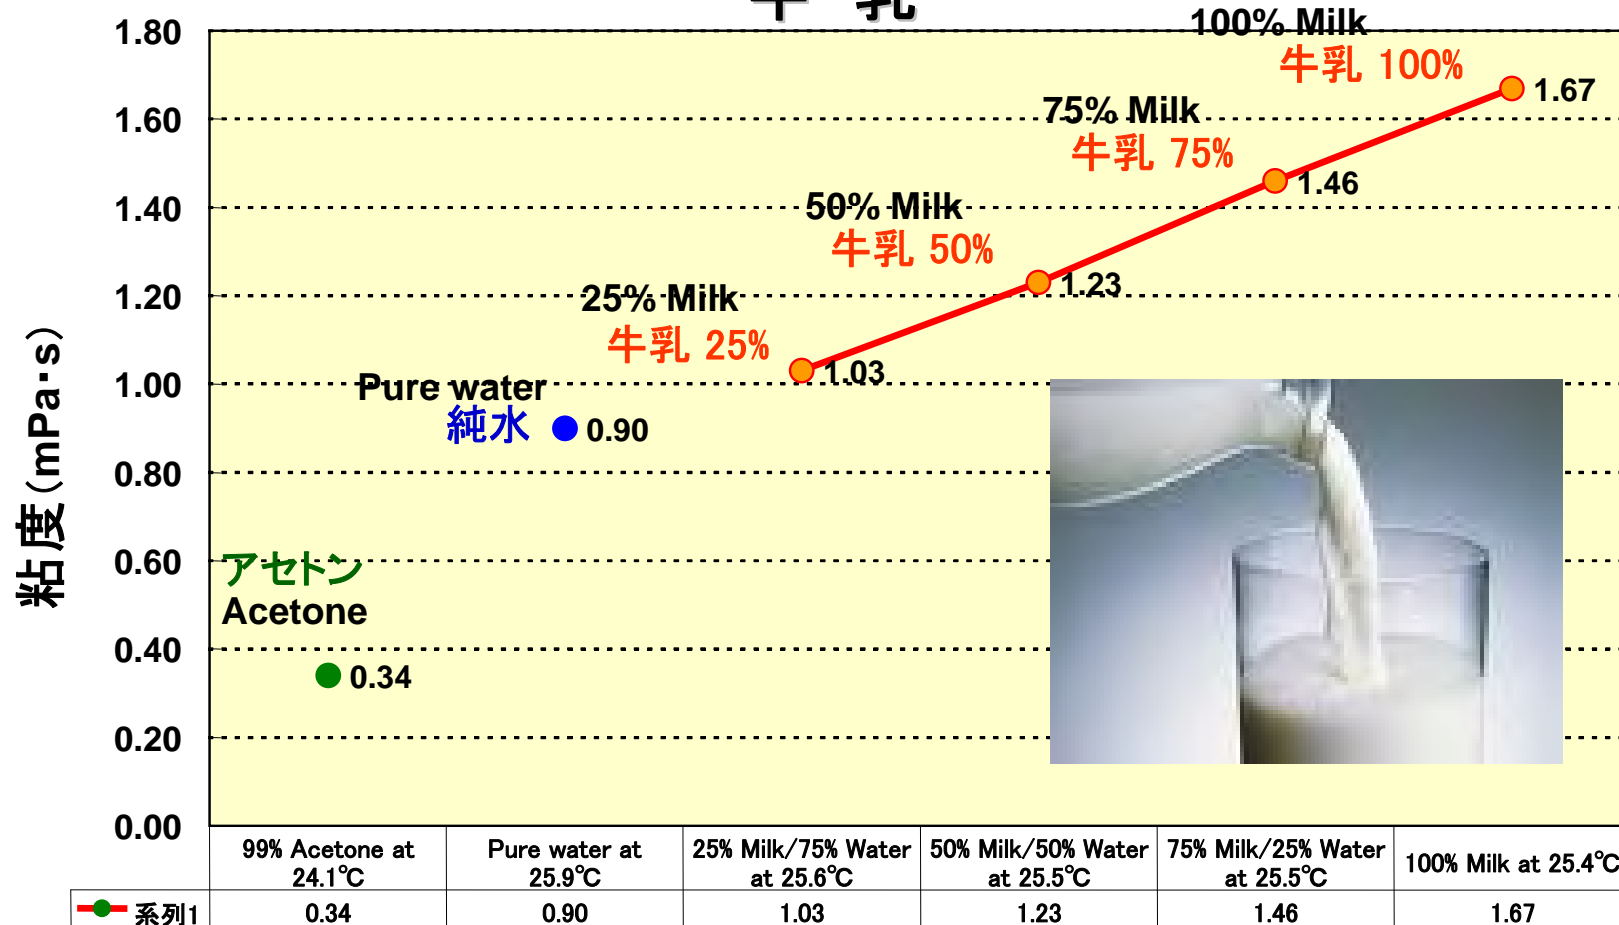 牛 乳
1.80
1.60
1.40
1.20
1.00
0.80
0.60
0.40
0.20
0.00
粘度(mPa・s)
100% Milk
牛乳 100%
1.67
75% Milk
牛乳 75%
1.46
50% Milk
牛乳 50%
1.23
25% Milk
牛乳 25%
1.03
Pure water
純水
0.90
アセトン
Acetone
0.34
99% Acetone at
24.1℃
Pure water at
25.9℃
25% Milk/75% Water
at 25.6℃
50% Milk/50% Water
at 25.5℃
75% Milk/25% Water
at 25.5℃
100% Milk at 25.4℃
系列1 0.34 0.90 1.03 1.23 1.46 1.67